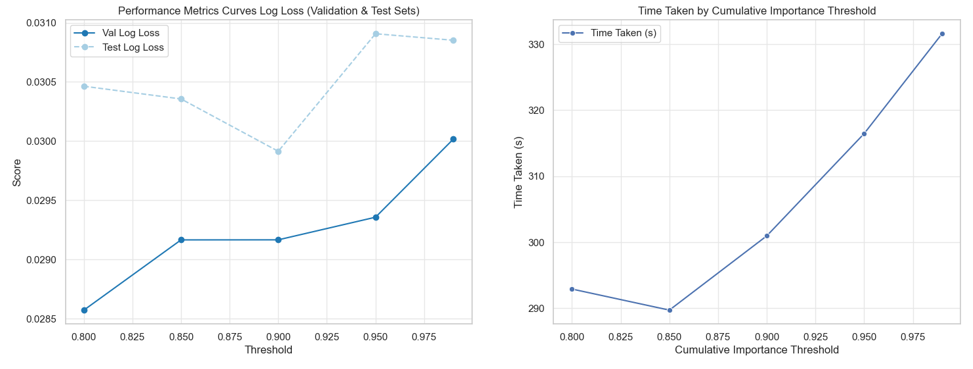 Performance Metrics Curves Log Loss (Validation & Test Sets)
Val Log Loss
Test Log Loss
Score
0.0310
0.0305
0.0300
0.0295
0.0290
0.0285
0.800 0.825 0.850 0.875 0.900 0.925 0.950 0.975
Threshold
Time Taken by Cumulative Importance Threshold
Time Taken (s)
Time Taken (s)
330
320
310
300
290
0.800 0.825 0.850 0.875 0.900 0.925 0.950 0.975
Cumulative Importance Threshold